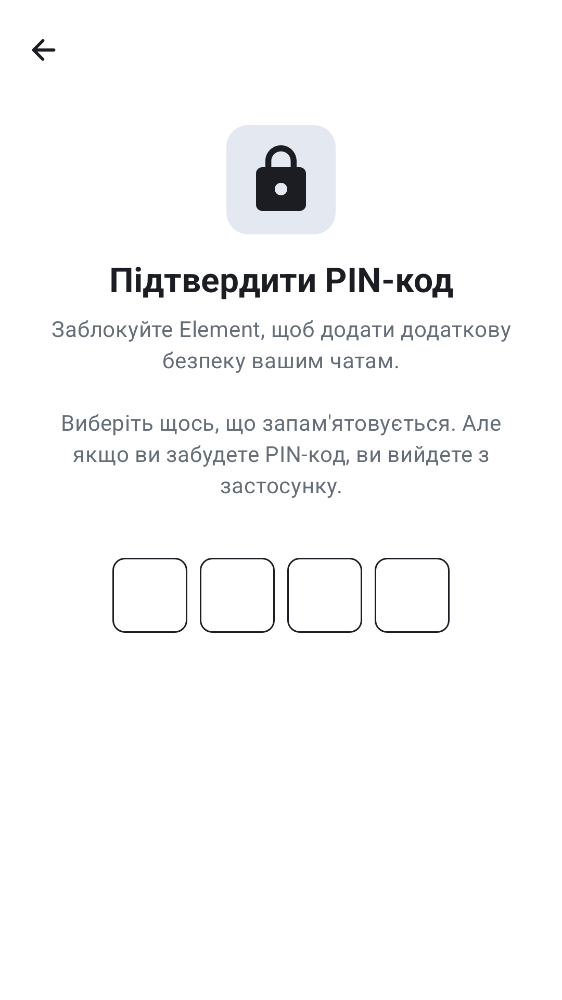 Підтвердити PIN-код
Заблокуйте Element, щоб додати додаткову
безпеку вашим чатам.
Виберіть щось, що запам'ятовується. Але
якщо ви забудете PIN-код, ви вийдете з
застосунку.